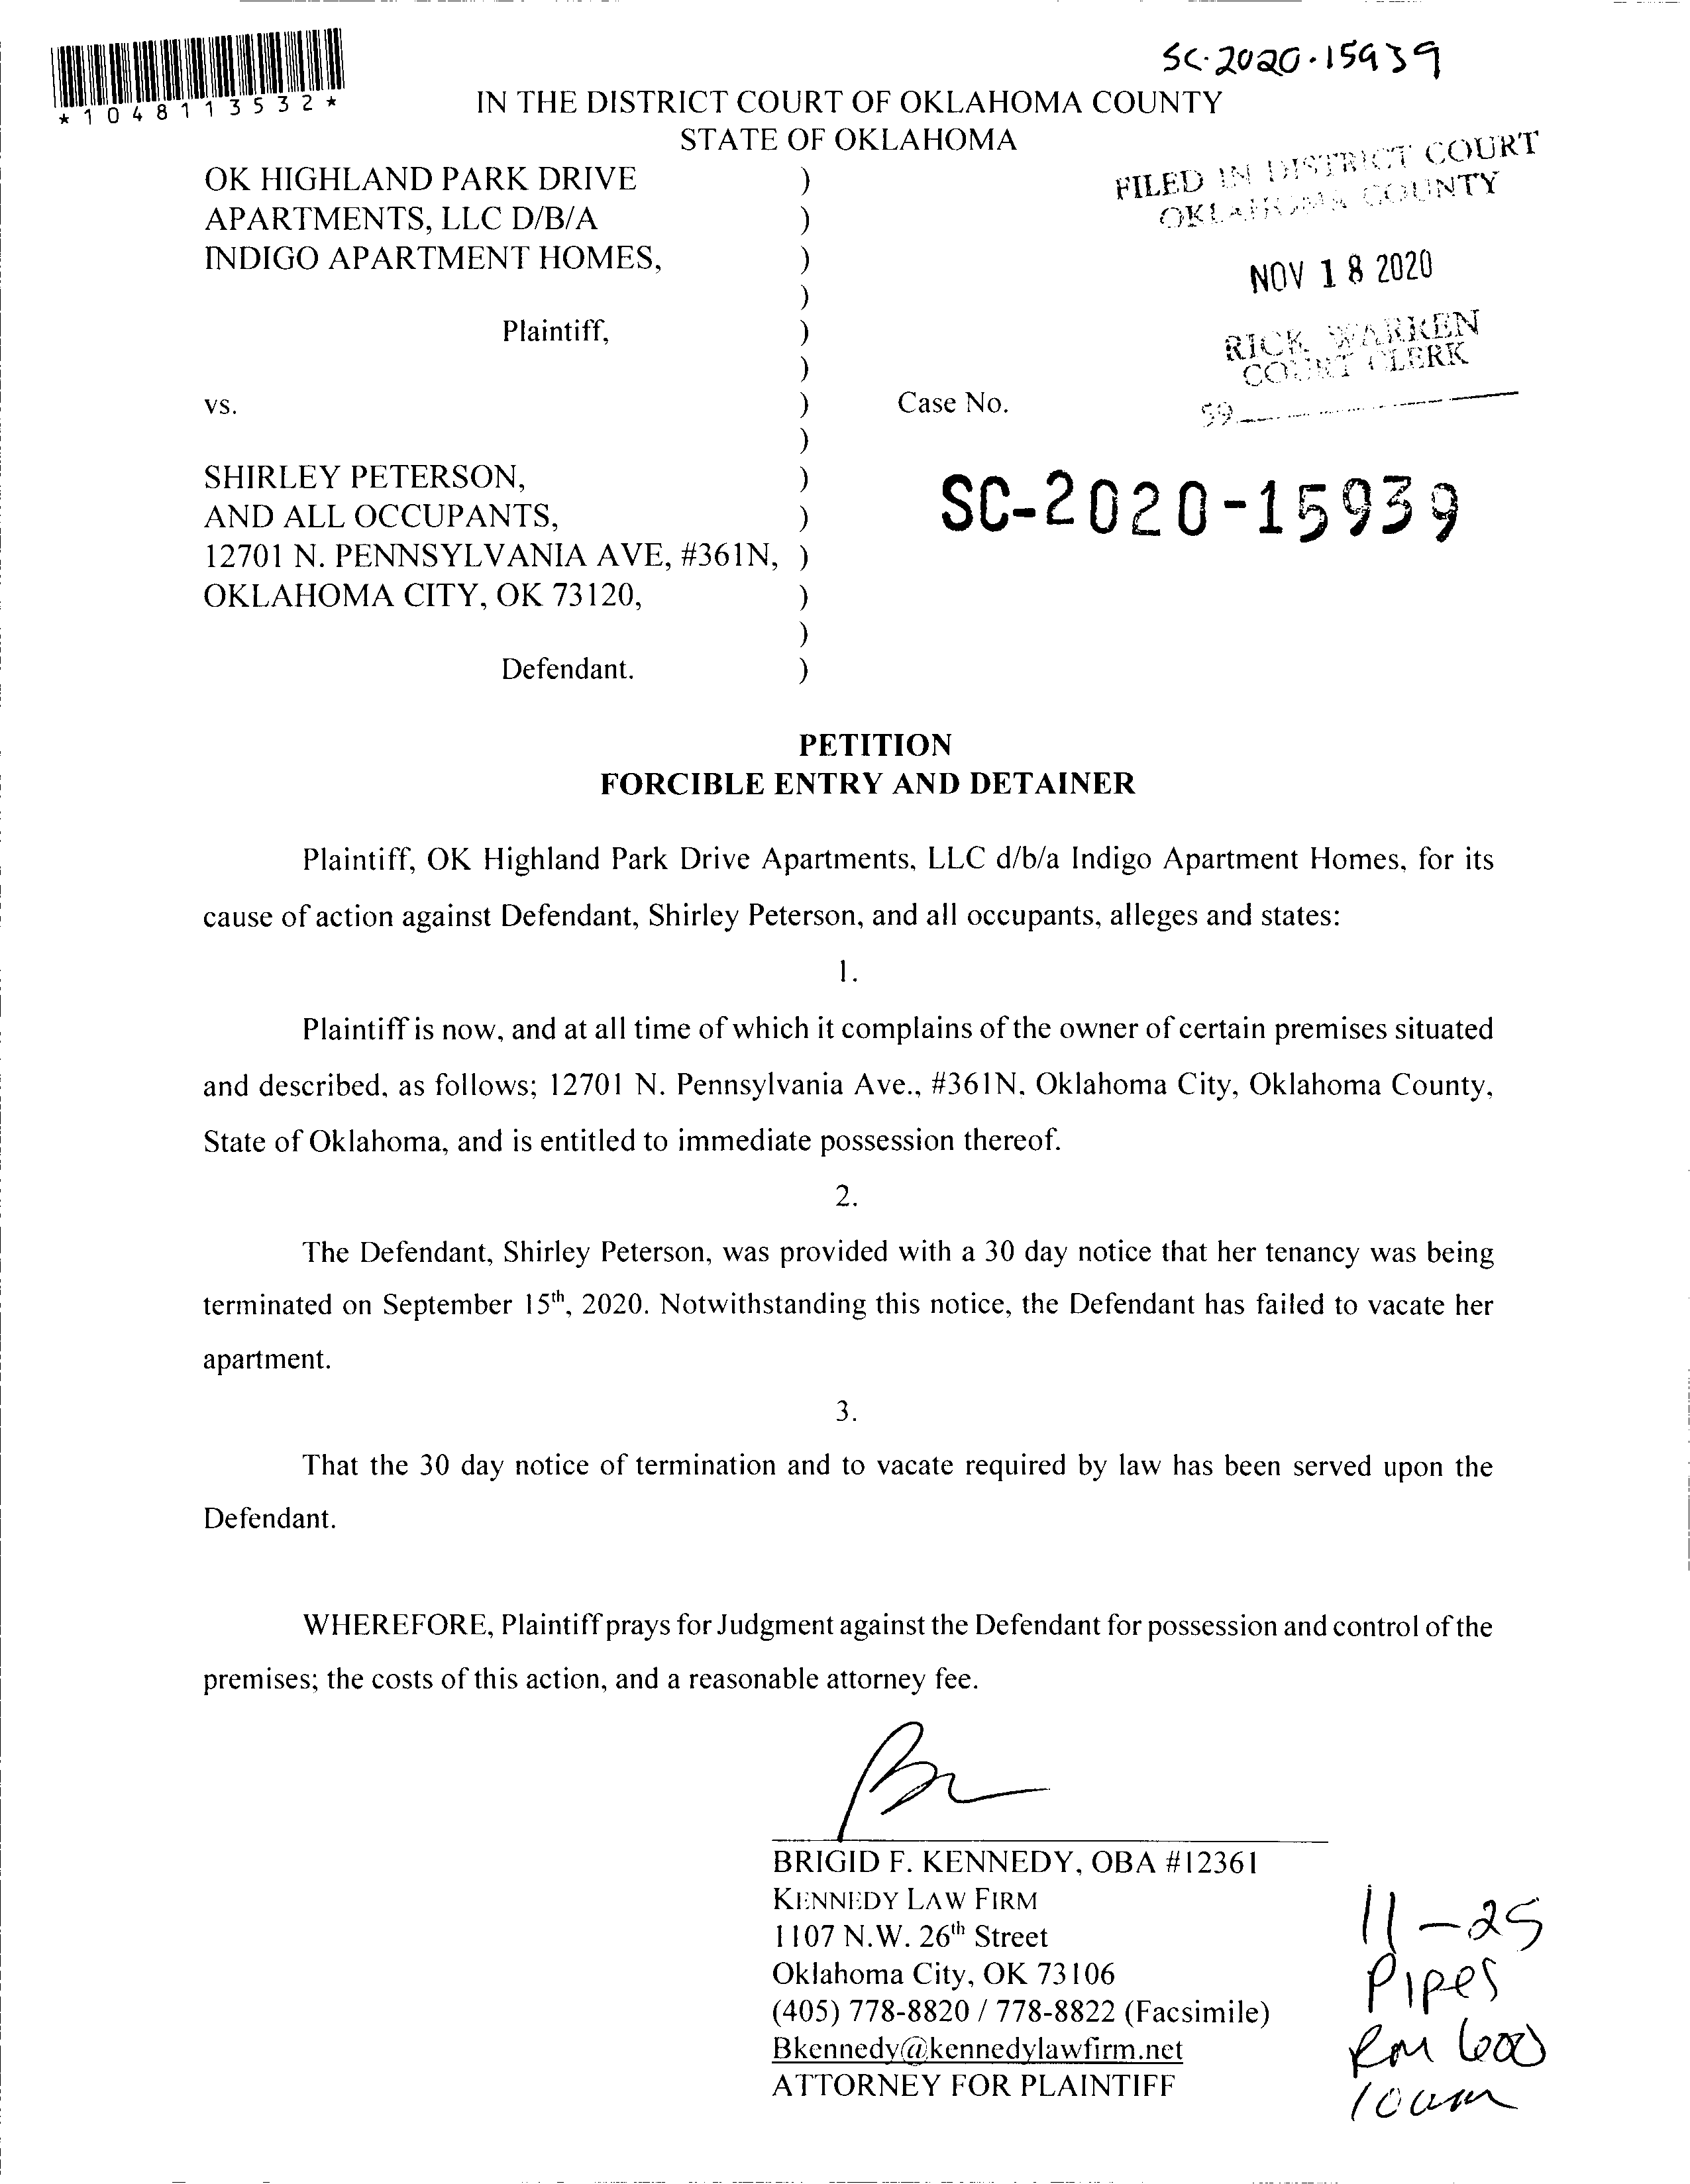 SC-2020-15939
*1048113532*
IN THE DISTRICT COURT OF OKLAHOMA COUNTY
STATE OF OKLAHOMA
OK HIGHLAND PARK DRIVE )
APARTMENTS, LLC D/B/A )
INDIGO APARTMENT HOMES, )
)
Plaintiff, )
)
vs. ) Case No.
)
SHIRLEY PETERSON, )
AND ALL OCCUPANTS, )
12701 N. PENNSYLVANIA AVE, #361N, )
OKLAHOMA CITY, OK 73120, )
)
Defendant. )
FILED IN DISTRICT COURT
OKLAHOMA COUNTY
NOV 18 2020
RICK WARREN
COURT CLERK
59
SC-2020-15939
PETITION
FORCIBLE ENTRY AND DETAINER
Plaintiff, OK Highland Park Drive Apartments, LLC d/b/a Indigo Apartment Homes, for its
cause of action against Defendant, Shirley Peterson, and all occupants, alleges and states:
1.
Plaintiff is now, and at all time of which it complains of the owner of certain premises situated
and described, as follows; 12701 N. Pennsylvania Ave., #361N, Oklahoma City, Oklahoma County,
State of Oklahoma, and is entitled to immediate possession thereof.
2.
The Defendant, Shirley Peterson, was provided with a 30 day notice that her tenancy was being
terminated on September 15th, 2020. Notwithstanding this notice, the Defendant has failed to vacate her
apartment.
3.
That the 30 day notice of termination and to vacate required by law has been served upon the
Defendant.
WHEREFORE, Plaintiff prays for Judgment against the Defendant for possession and control of the
premises; the costs of this action, and a reasonable attorney fee.
BRIGID F. KENNEDY, OBA #12361
KENNEDY LAW FIRM
1107 N.W. 26th Street
Oklahoma City, OK 73106
(405) 778-8820 / 778-8822 (Facsimile)
Bkennedy@kennedylawfirm.net
ATTORNEY FOR PLAINTIFF
11-25
Pipes
Rm 600
10am